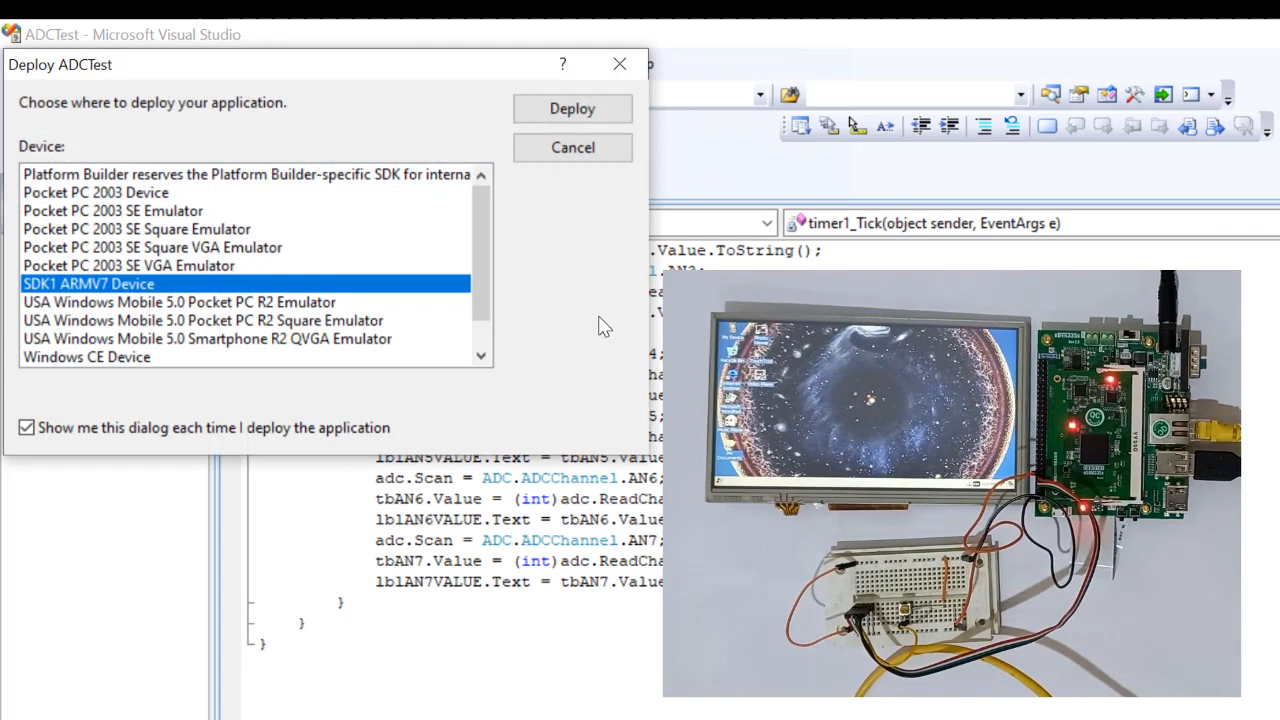 ADCTest - Microsoft Visual Studio
Deploy ADCTest
?
Choose where to deploy your application.
Deploy
Cancel
Device:
Platform Builder reserves the Platform Builder-specific SDK for interna
Pocket PC 2003 Device
Pocket PC 2003 SE Emulator
Pocket PC 2003 SE Square Emulator
Pocket PC 2003 SE Square VGA Emulator
Pocket PC 2003 SE VGA Emulator
SDK1 ARMV7 Device
USA Windows Mobile 5.0 Pocket PC R2 Emulator
USA Windows Mobile 5.0 Pocket PC R2 Square Emulator
USA Windows Mobile 5.0 Smartphone R2 QVGA Emulator
Windows CE Device
Show me this dialog each time I deploy the application
timer1_Tick(object sender, EventArgs e)
.Value.ToString();
lblAN5VALUE.Text = tbAN5.Value
adc.Scan = ADC.ADCChannel.AN6;
tbAN6.Value = (int)adc.ReadCha
lblAN6VALUE.Text = tbAN6.Value
adc.Scan = ADC.ADCChannel.AN7;
tbAN7.Value = (int)adc.ReadCha
lblAN7VALUE.Text = tbAN7.Value
}
}
}